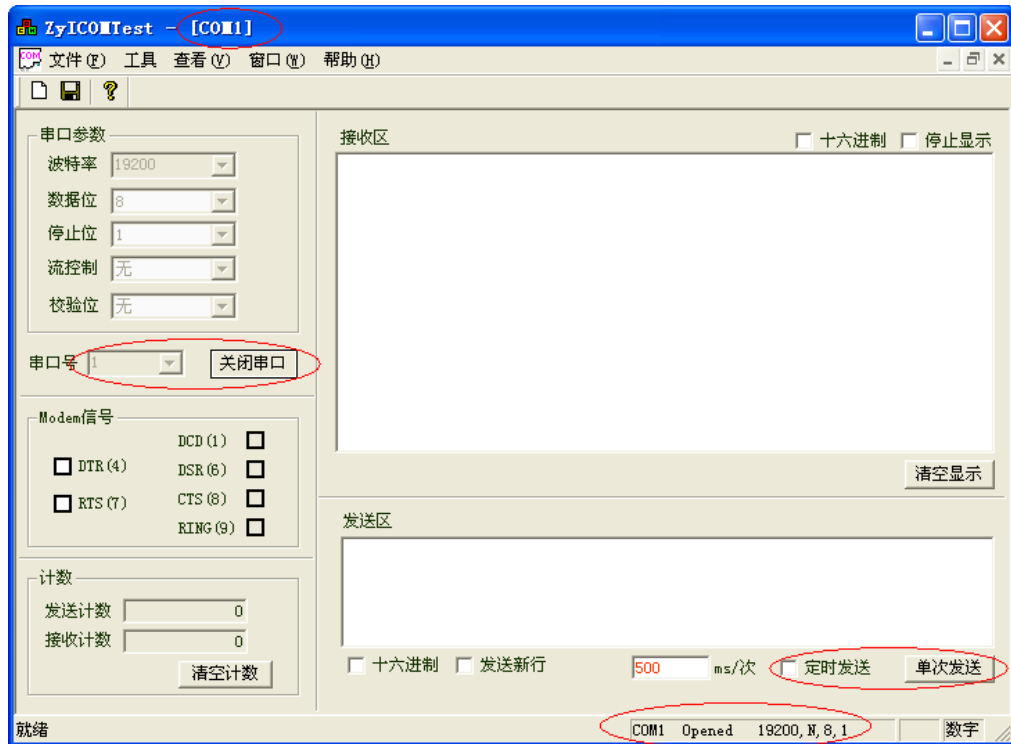 ZyICOMTest - [COM1]
文件(F) 工具 查看(V) 窗口(W) 帮助(H)
串口参数
波特率 19200
数据位 8
停止位 1
流控制 无
校验位 无
串口号 1 关闭串口
Modem信号
DCD(1)
DTR(4)
DSR(6)
RTS(7)
CTS(8)
RING(9)
计数
发送计数 0
接收计数 0
清空计数
接收区 十六进制 停止显示
清空显示
发送区
十六进制 发送新行 500 ms/次 定时发送 单次发送
就绪 COM1 Opened 19200,N,8,1 数字